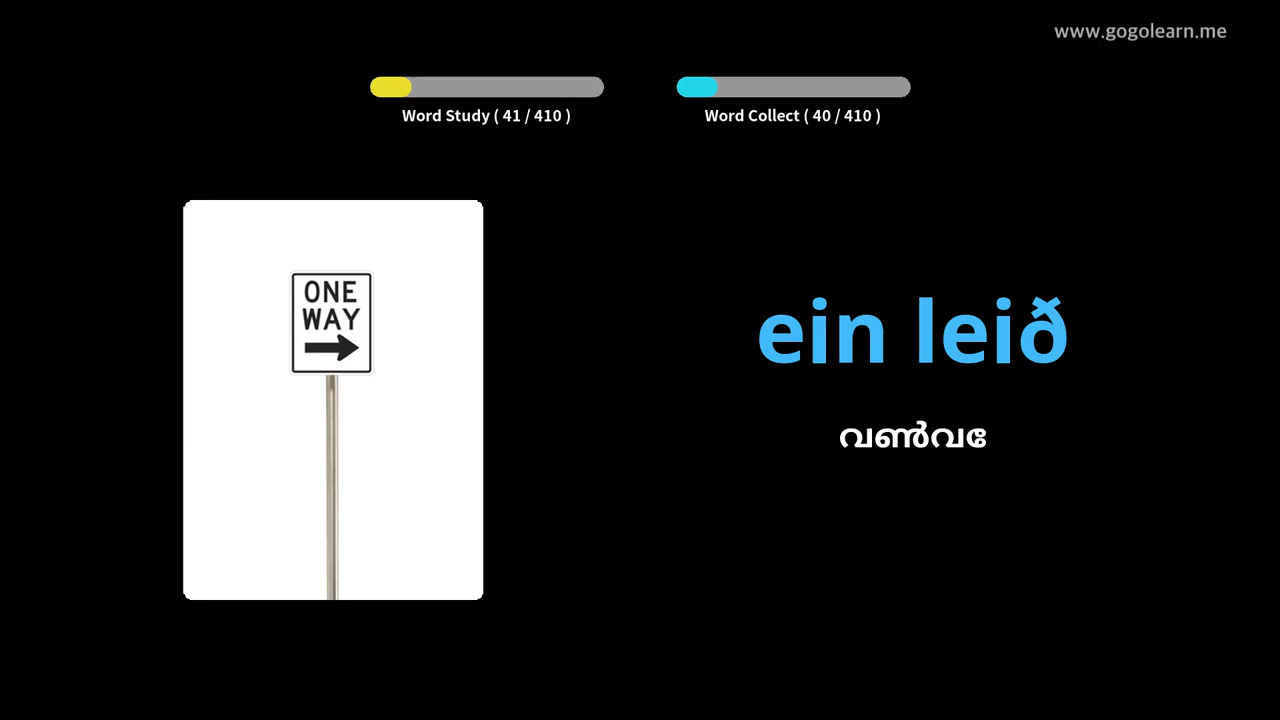 www.gogolearn.me
Word Study ( 41 / 410 )
Word Collect ( 40 / 410 )
ONE
WAY
ein leið
വൺവേ